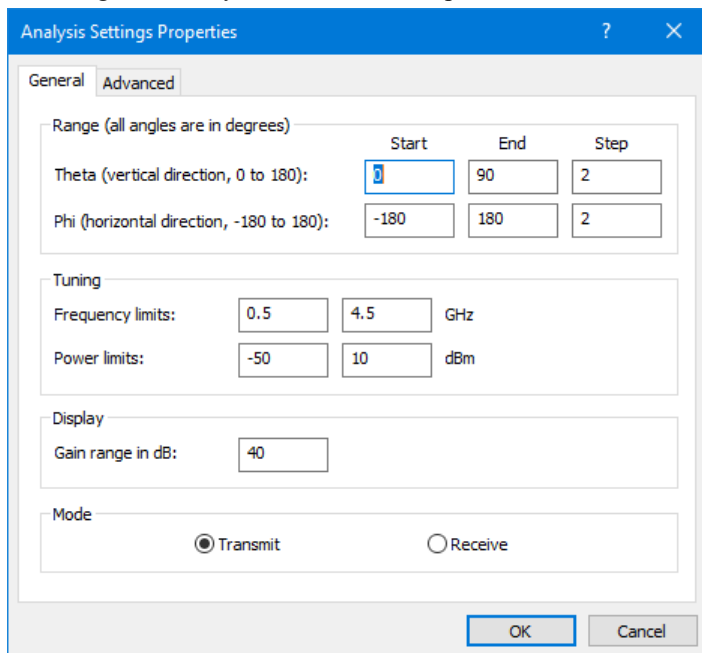 Analysis Settings Properties ? ×
General Advanced
Range (all angles are in degrees)
Start End Step
Theta (vertical direction, 0 to 180): 0 90 2
Phi (horizontal direction, -180 to 180): -180 180 2
Tuning
Frequency limits: 0.5 4.5 GHz
Power limits: -50 10 dBm
Display
Gain range in dB: 40
Mode
Transmit Receive
OK Cancel